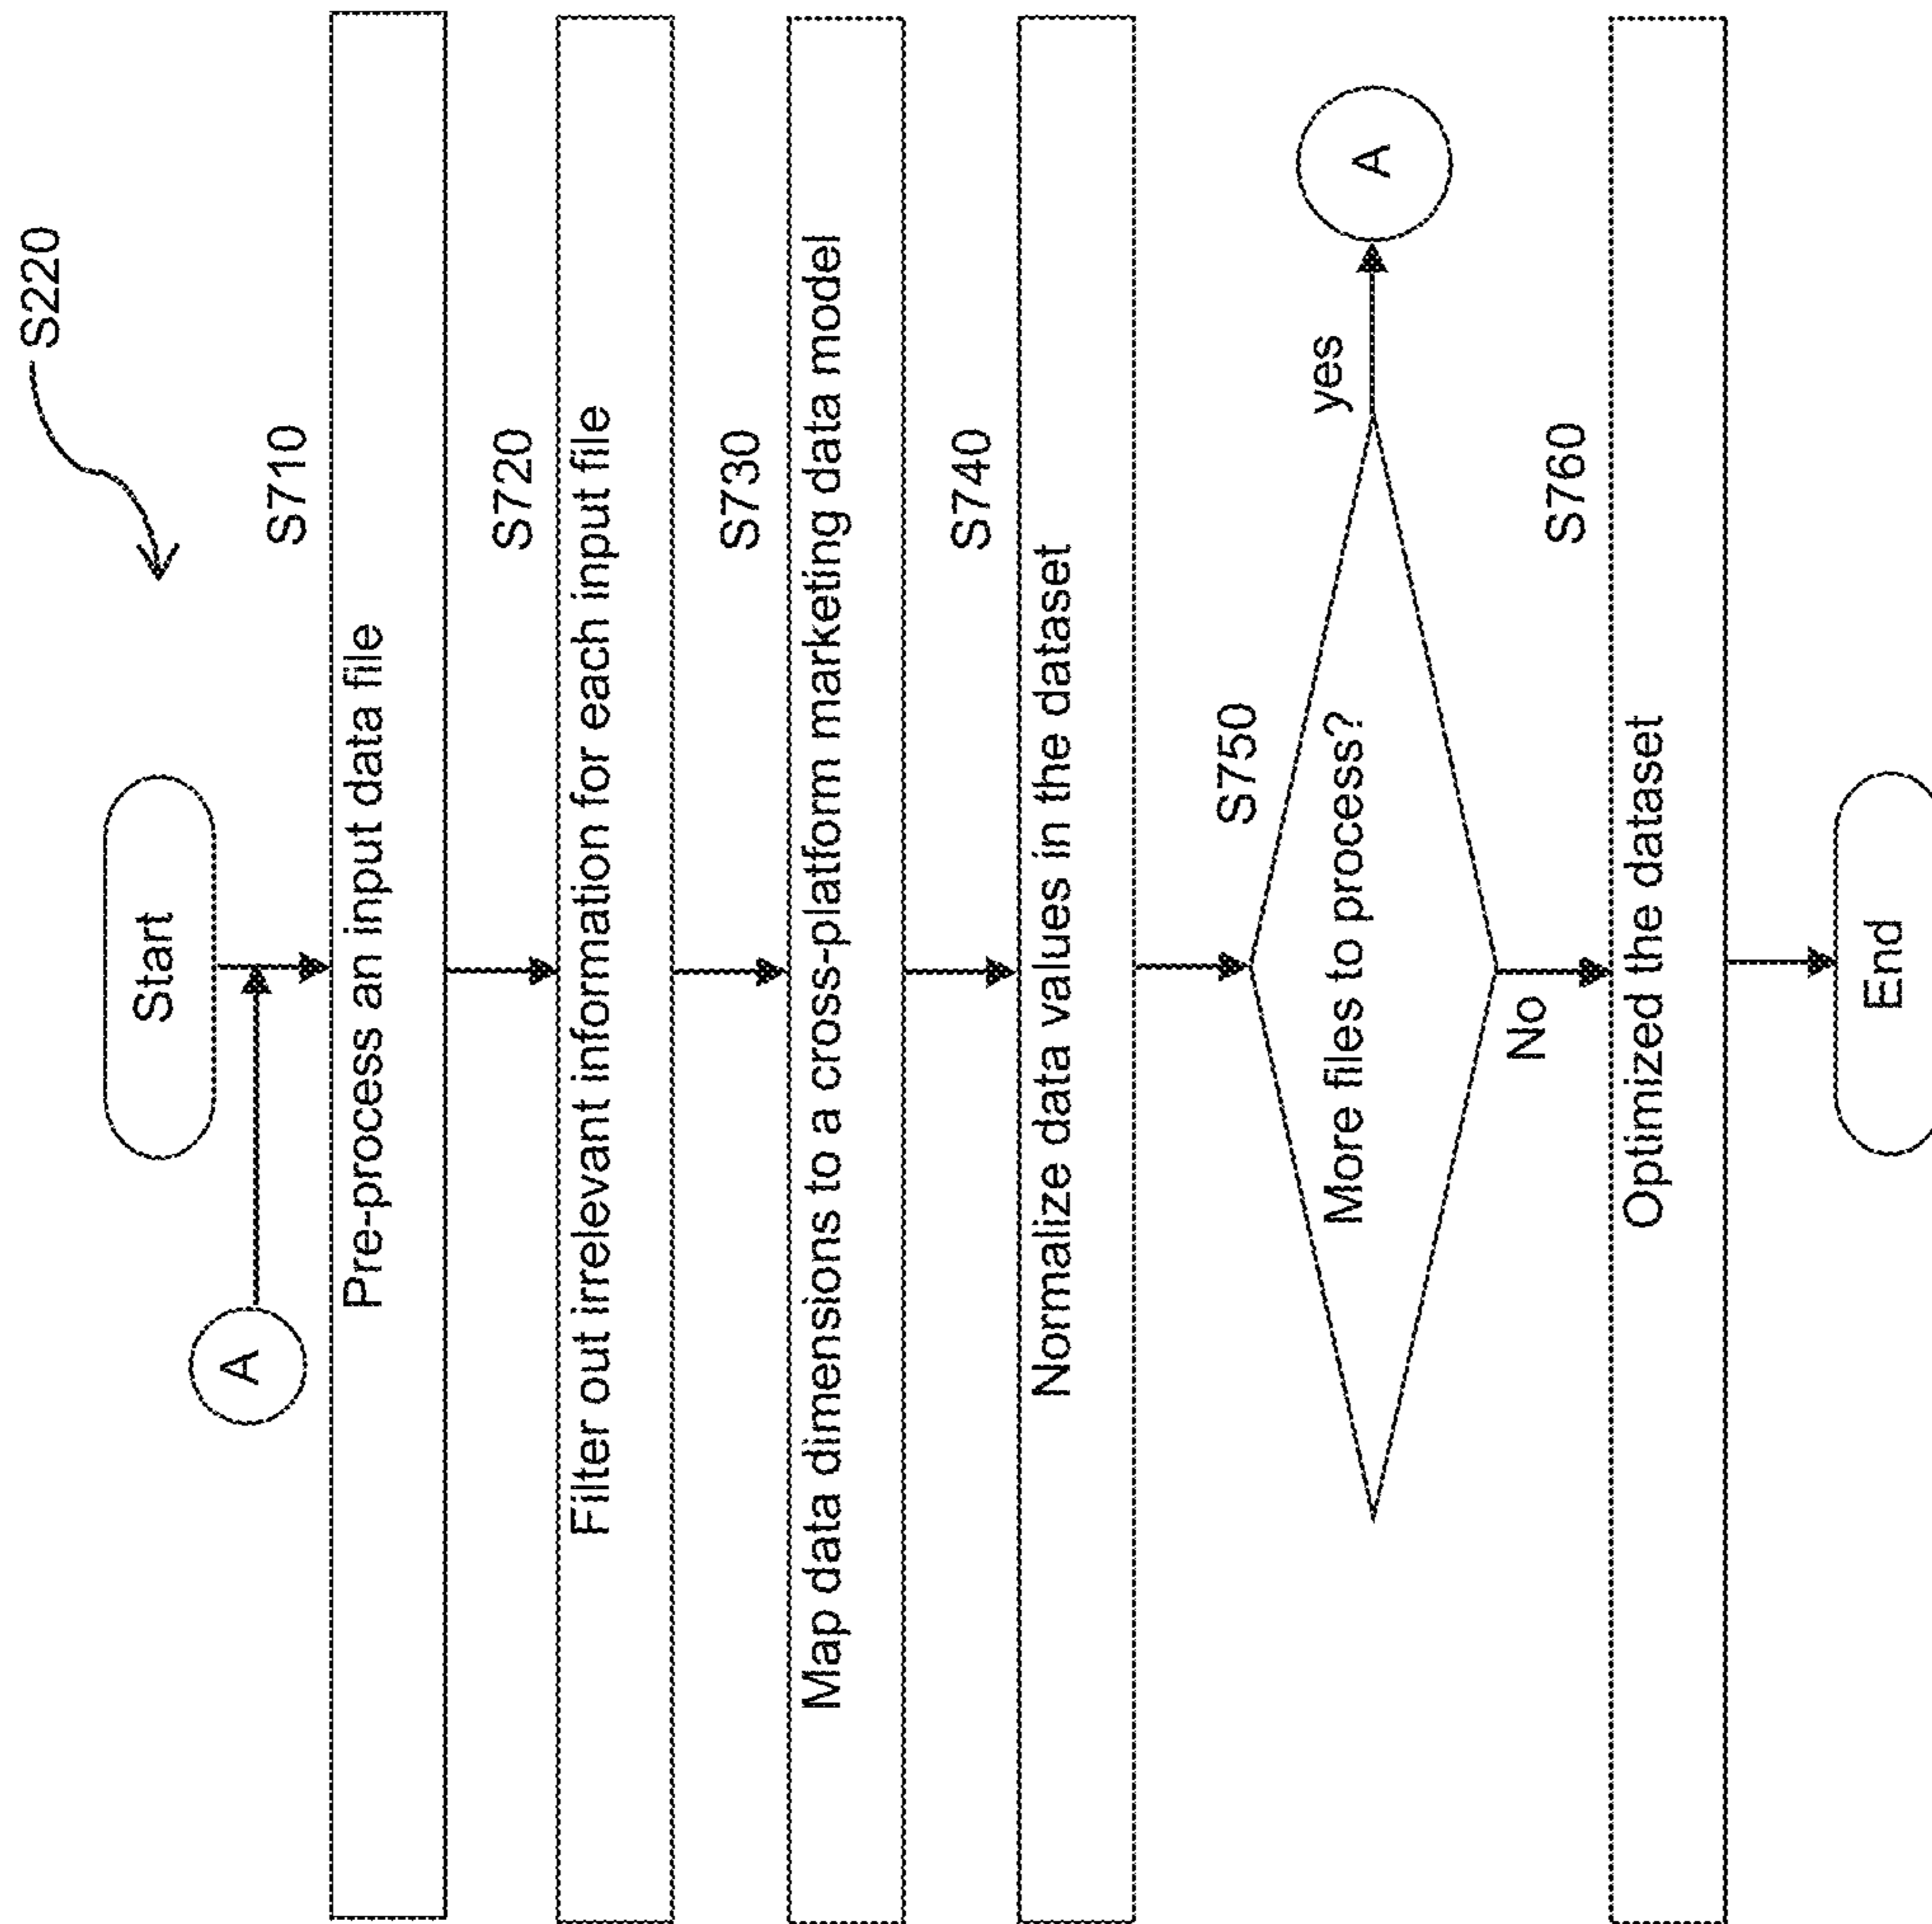 S220
Start
A
S710
Pre-process an input data file
S720
Filter out irrelevant information for each input file
S730
Map data dimensions to a cross-platform marketing data model
S740
Normalize data values in the dataset
S750
More files to process?
yes
A
No
S760
Optimized the dataset
End